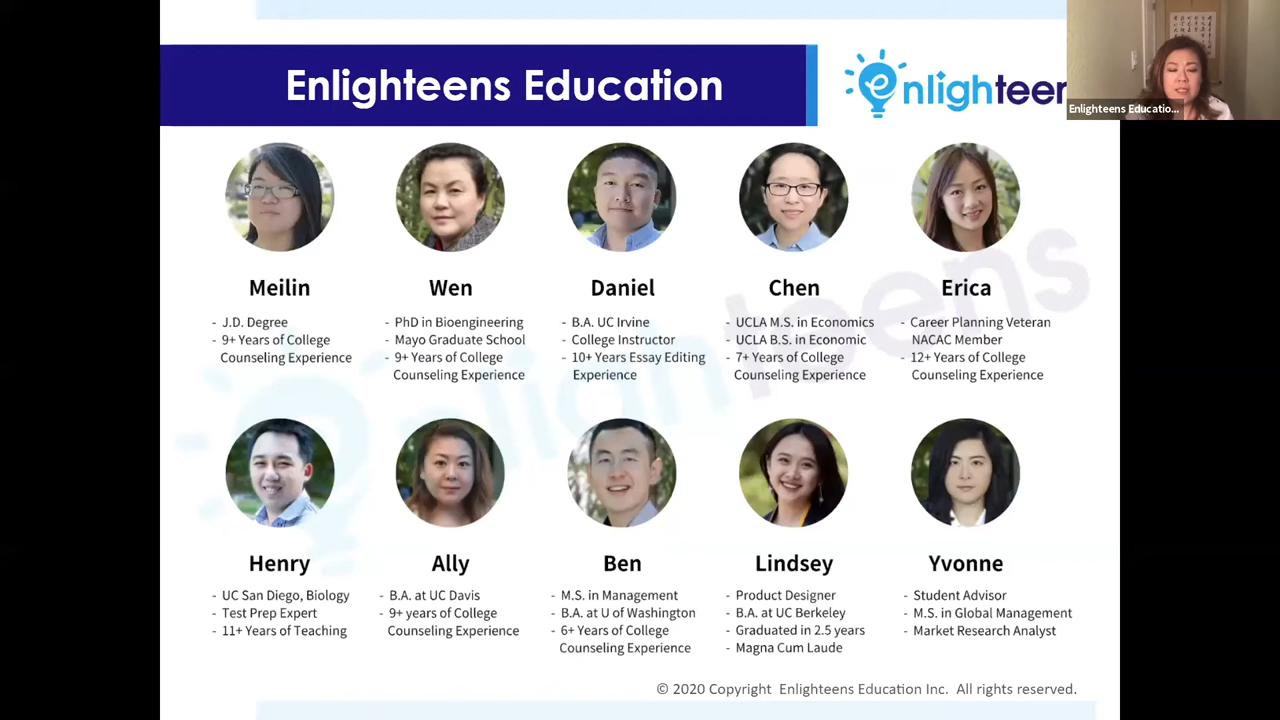 Enlighteens Education
enlighteen
Enlighteens Educatio...
Meilin
- J.D. Degree
- 9+ Years of College
Counseling Experience
Wen
- PhD in Bioengineering
- Mayo Graduate School
- 9+ Years of College
Counseling Experience
Daniel
- B.A. UC Irvine
- College Instructor
- 10+ Years Essay Editing
Experience
Chen
- UCLA M.S. in Economics
- UCLA B.S. in Economic
- 7+ Years of College
Counseling Experience
Erica
- Career Planning Veteran
NACAC Member
- 12+ Years of College
Counseling Experience
Henry
- UC San Diego, Biology
- Test Prep Expert
- 11+ Years of Teaching
Ally
- B.A. at UC Davis
- 9+ years of College
Counseling Experience
Ben
- M.S. in Management
- B.A. at U of Washington
- 6+ Years of College
Counseling Experience
Lindsey
- Product Designer
- B.A. at UC Berkeley
- Graduated in 2.5 years
- Magna Cum Laude
Yvonne
- Student Advisor
- M.S. in Global Management
- Market Research Analyst
enlighteens
© 2020 Copyright Enlighteens Education Inc. All rights reserved.